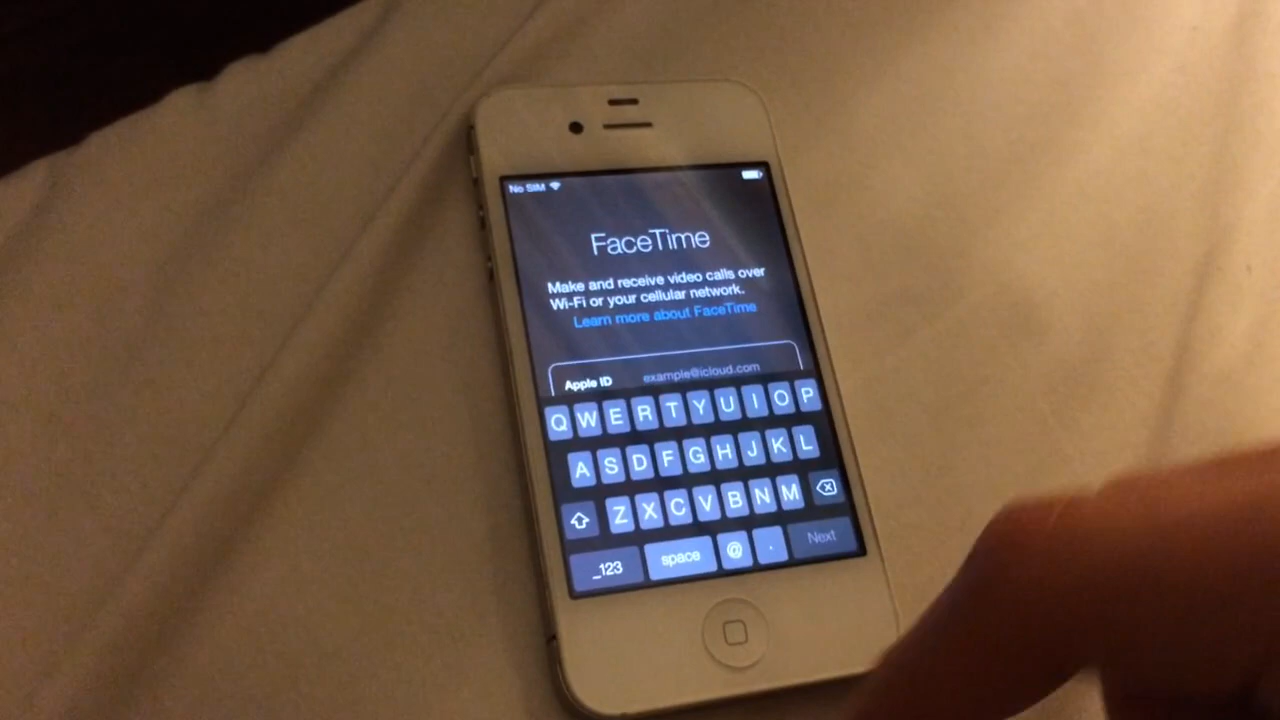 No SIM
FaceTime
Make and receive video calls over
Wi-Fi or your cellular network.
Learn more about FaceTime
Apple ID example@icloud.com
Q W E R T Y U I O P
A S D F G H J K L
Z X C V B N M
_123 space @ . Next